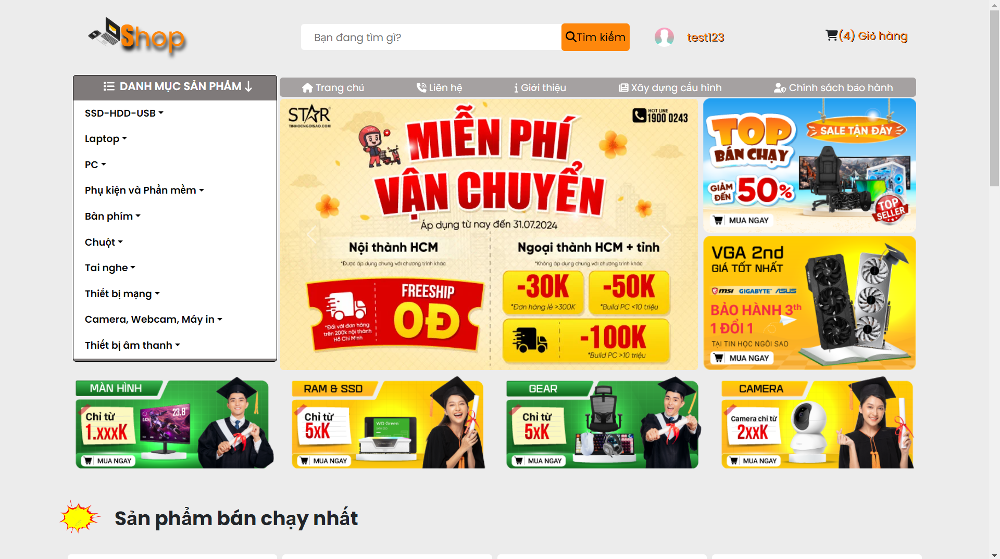 Shop
Bạn đang tìm gì?
Tìm kiếm
test123
(4) Giỏ hàng
DANH MỤC SẢN PHẨM
SSD-HDD-USB
Laptop
PC
Phụ kiện và Phần mềm
Bàn phím
Chuột
Tai nghe
Thiết bị mạng
Camera, Webcam, Máy in
Thiết bị âm thanh
Trang chủ
Liên hệ
Giới thiệu
Xây dựng cấu hình
Chính sách bảo hành
STAR
TINHOCNGOISAO.COM
HOT LINE
1900 0243
MIỄN PHÍ
VẬN CHUYỂN
Áp dụng từ nay đến 31.07.2024
Nội thành HCM
*Được áp dụng chung với chương trình khác
FREESHIP
0Đ
*Đối với đơn hàng
trên 200k nội thành
Hồ Chí Minh
Ngoại thành HCM + tỉnh
*Không áp dụng chung với chương trình khác
-30K
*Đơn hàng lẻ >300K
-50K
*Build PC <10 triệu
-100K
*Build PC >10 triệu
TOP
BÁN CHẠY
SALE TẬN ĐÁY
GIẢM
ĐẾN
50%
TOP
SELLER
MUA NGAY
VGA 2nd
GIÁ TỐT NHẤT
msi GIGABYTE ASUS
BẢO HÀNH 3th
1 ĐỔI 1
TẠI TIN HỌC NGÔI SAO
MUA NGAY
MÀN HÌNH
Chỉ từ
1.xxxK
23.8"
MUA NGAY
RAM & SSD
Chỉ từ
5xK
WD Green
MUA NGAY
GEAR
Chỉ từ
5xK
MUA NGAY
CAMERA
Camera chỉ từ
2xxK
MUA NGAY
Sản phẩm bán chạy nhất